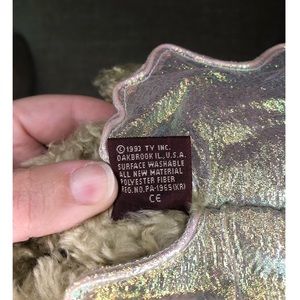 © 1993 TY INC.
OAKBROOK IL., U.S.A.
SURFACE WASHABLE
ALL NEW MATERIAL
POLYESTER FIBER
REG.NO.PA-1965(KR)
CE